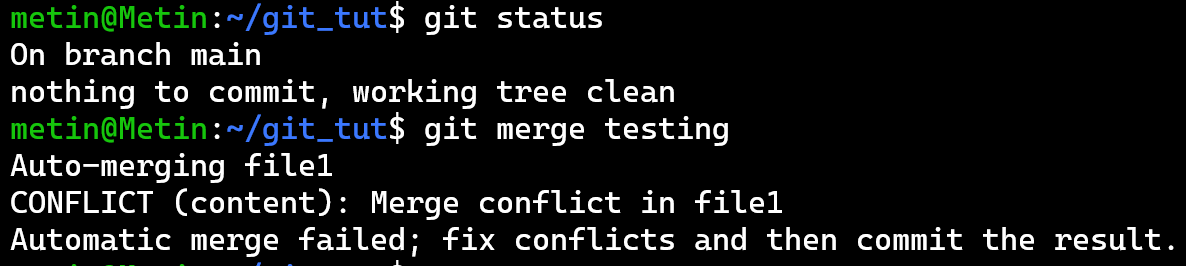 metin@Metin:~/git_tut$ git status
On branch main
nothing to commit, working tree clean
metin@Metin:~/git_tut$ git merge testing
Auto-merging file1
CONFLICT (content): Merge conflict in file1
Automatic merge failed; fix conflicts and then commit the result.